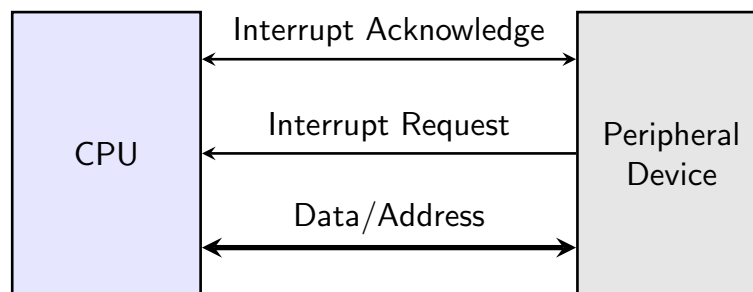 Interrupt Acknowledge
Interrupt Request
CPU
Peripheral
Device
Data/Address